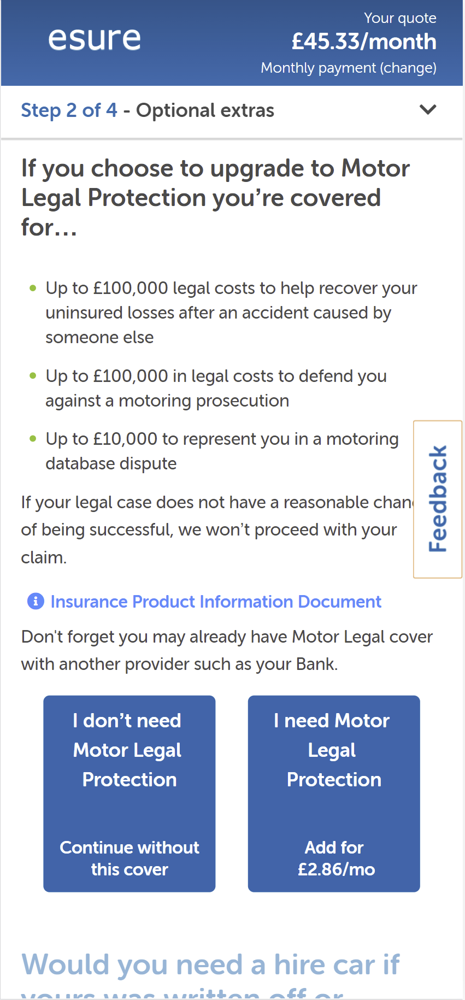 esure
Your quote
£45.33/month
Monthly payment (change)
Step 2 of 4 - Optional extras
If you choose to upgrade to Motor
Legal Protection you’re covered
for…
Up to £100,000 legal costs to help recover your
uninsured losses after an accident caused by
someone else
Up to £100,000 in legal costs to defend you
against a motoring prosecution
Up to £10,000 to represent you in a motoring
database dispute
Feedback
If your legal case does not have a reasonable
of being successful, we won’t proceed with your
claim.
Insurance Product Information Document
Don't forget you may already have Motor Legal cover
with another provider such as your Bank.
I don’t need
Motor Legal
Protection
Continue without
this cover
I need Motor
Legal
Protection
Add for
£2.86/mo
Would you need a hire car if
yours was written off or